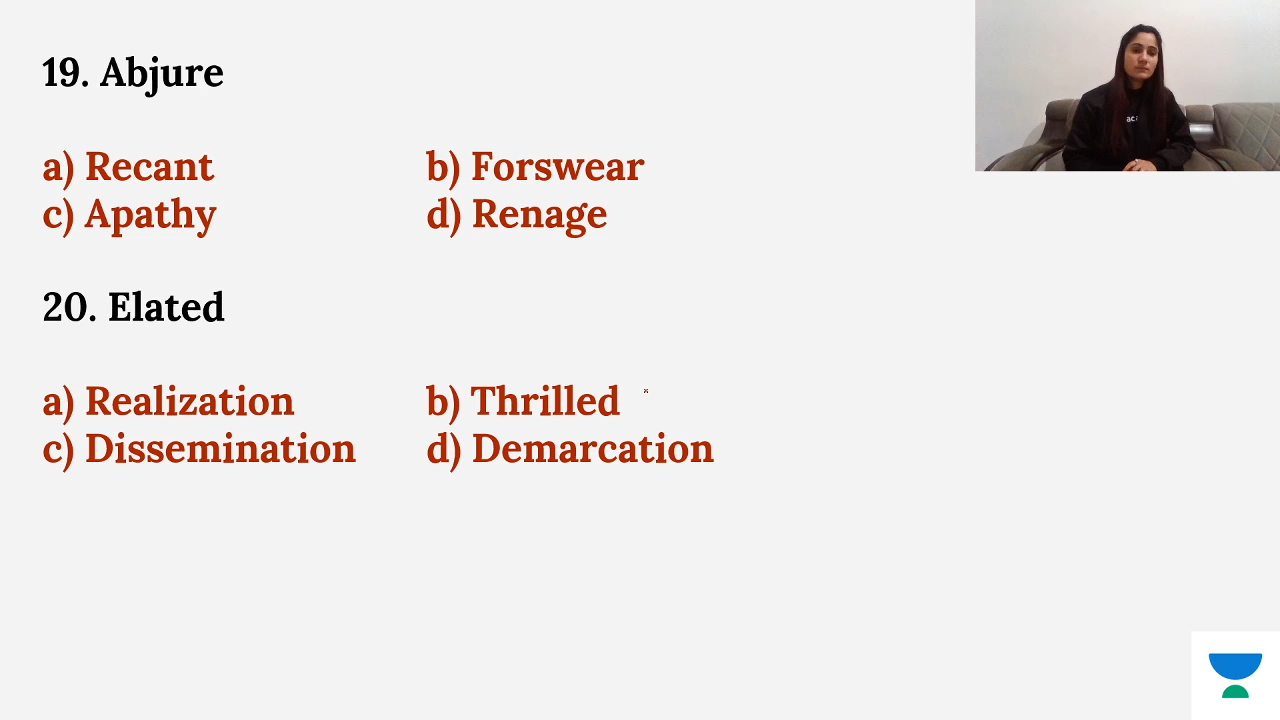 19. Abjure
a) Recant b) Forswear
c) Apathy d) Renage
20. Elated
a) Realization b) Thrilled
c) Dissemination d) Demarcation